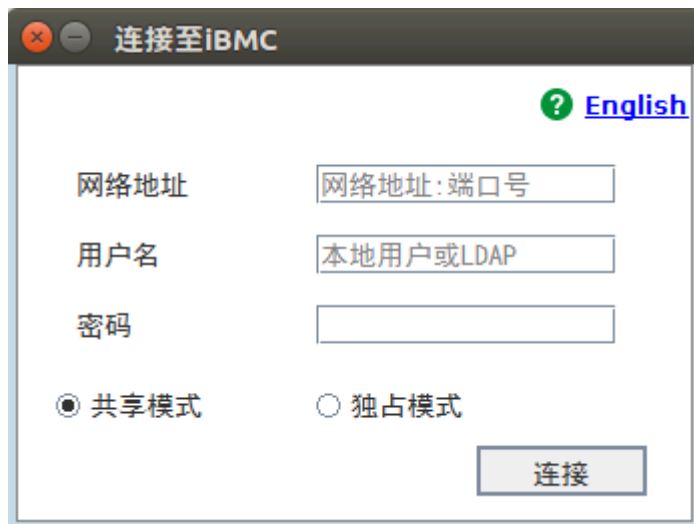 连接至iBMC
English
网络地址 网络地址:端口号
用户名 本地用户或LDAP
密码
共享模式 独占模式
连接